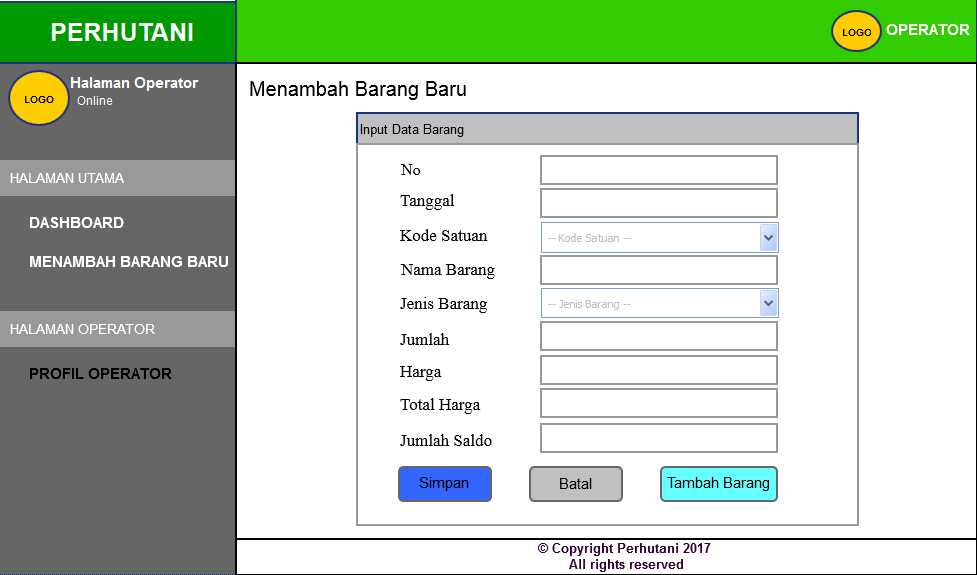 PERHUTANI
LOGO OPERATOR
LOGO
Halaman Operator
Online
HALAMAN UTAMA
DASHBOARD
MENAMBAH BARANG BARU
HALAMAN OPERATOR
PROFIL OPERATOR
Menambah Barang Baru
Input Data Barang
No
Tanggal
Kode Satuan -- Kode Satuan --
Nama Barang
Jenis Barang -- Jenis Barang --
Jumlah
Harga
Total Harga
Jumlah Saldo
Simpan Batal Tambah Barang
© Copyright Perhutani 2017
All rights reserved